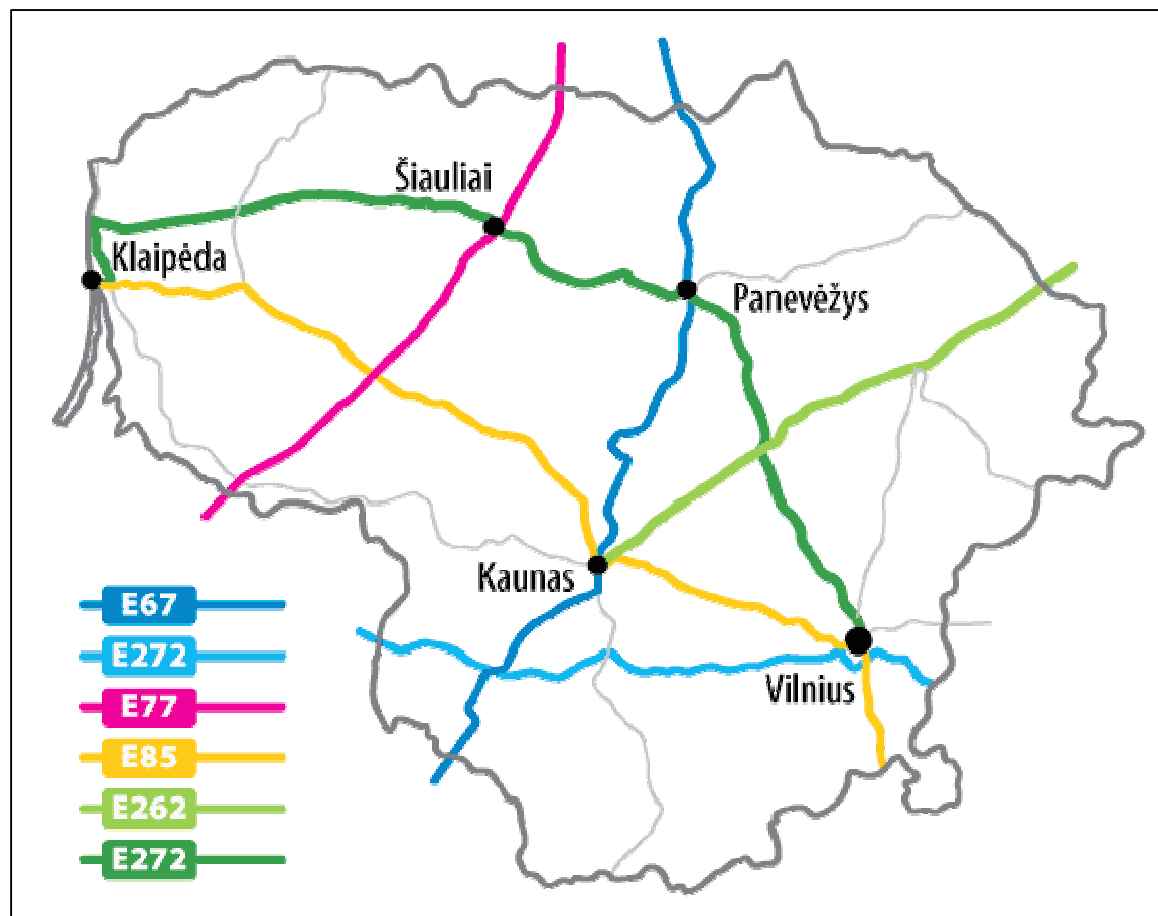 Šiauliai
Klaipėda
Panevėžys
Kaunas
Vilnius
E67
E272
E77
E85
E262
E272